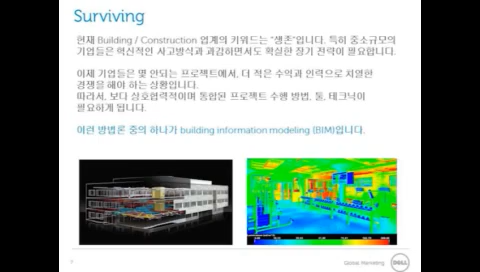 Surviving
현재 Building / Construction 업계의 키워드는 "생존"입니다. 특히 중소규모의
기업들은 혁신적인 사고방식과 과감하면서도 확실한 장기 전략이 필요합니다.
이제 기업들은 몇 안되는 프로젝트에서, 더 적은 수익과 인력으로 치열한
경쟁을 해야 하는 상황입니다.
따라서, 보다 상호협력적이며 통합된 프로젝트 수행 방법, 툴, 테크닉이
필요하게 됩니다.
이런 방법론 중의 하나가 building information modeling (BIM)입니다.
Global Marketing
DELL